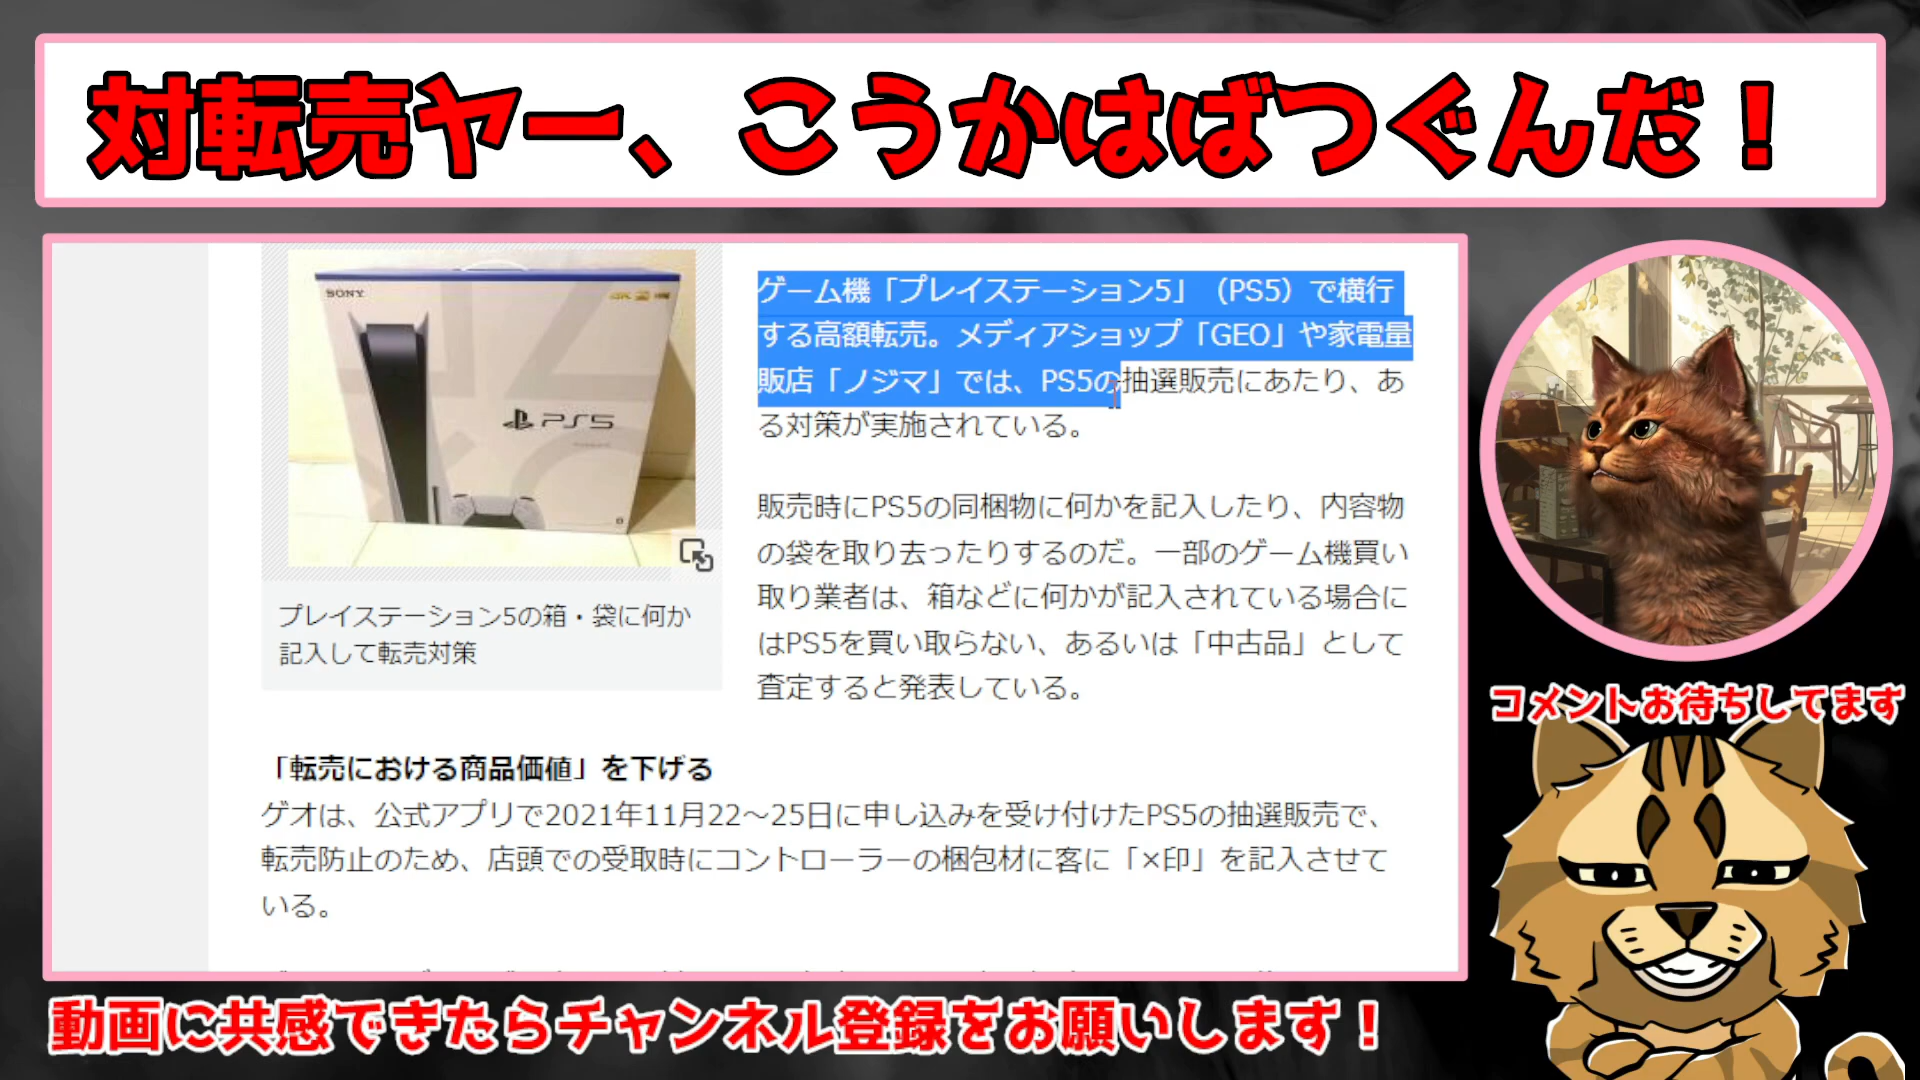 対転売ヤー、こうかはばつぐんだ！
SONY
PS5
プレイステーション5の箱・袋に何か
記入して転売対策
ゲーム機「プレイステーション5」（PS5）で横行
する高額転売。メディアショップ「GEO」や家電量
販店「ノジマ」では、PS5の抽選販売にあたり、あ
る対策が実施されている。
販売時にPS5の同梱物に何かを記入したり、内容物
の袋を取り去ったりするのだ。一部のゲーム機買い
取り業者は、箱などに何かが記入されている場合に
はPS5を買い取らない、あるいは「中古品」として
査定すると発表している。
「転売における商品価値」を下げる
ゲオは、公式アプリで2021年11月22～25日に申し込みを受け付けたPS5の抽選販売で、
転売防止のため、店頭での受取時にコントローラーの梱包材に客に「×印」を記入させて
いる。
コメントお待ちしてます
動画に共感できたらチャンネル登録をお願いします！